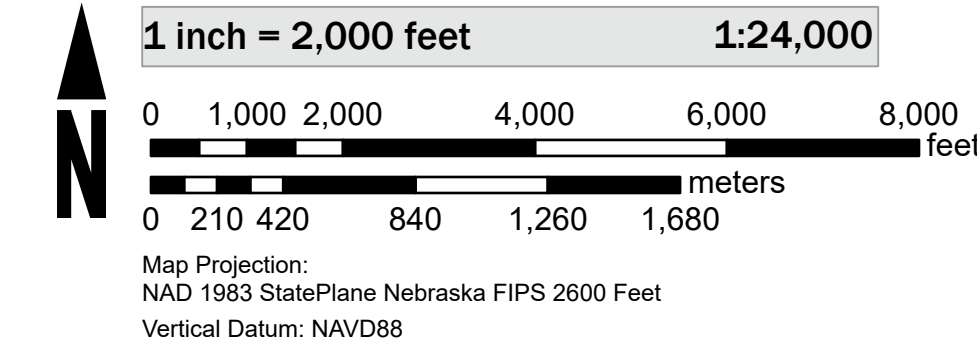 1 inch = 2,000 feet 1:24,000
0 1,000 2,000 4,000 6,000 8,000
feet
meters
0 210 420 840 1,260 1,680
N
Map Projection:
NAD 1983 StatePlane Nebraska FIPS 2600 Feet
Vertical Datum: NAVD88